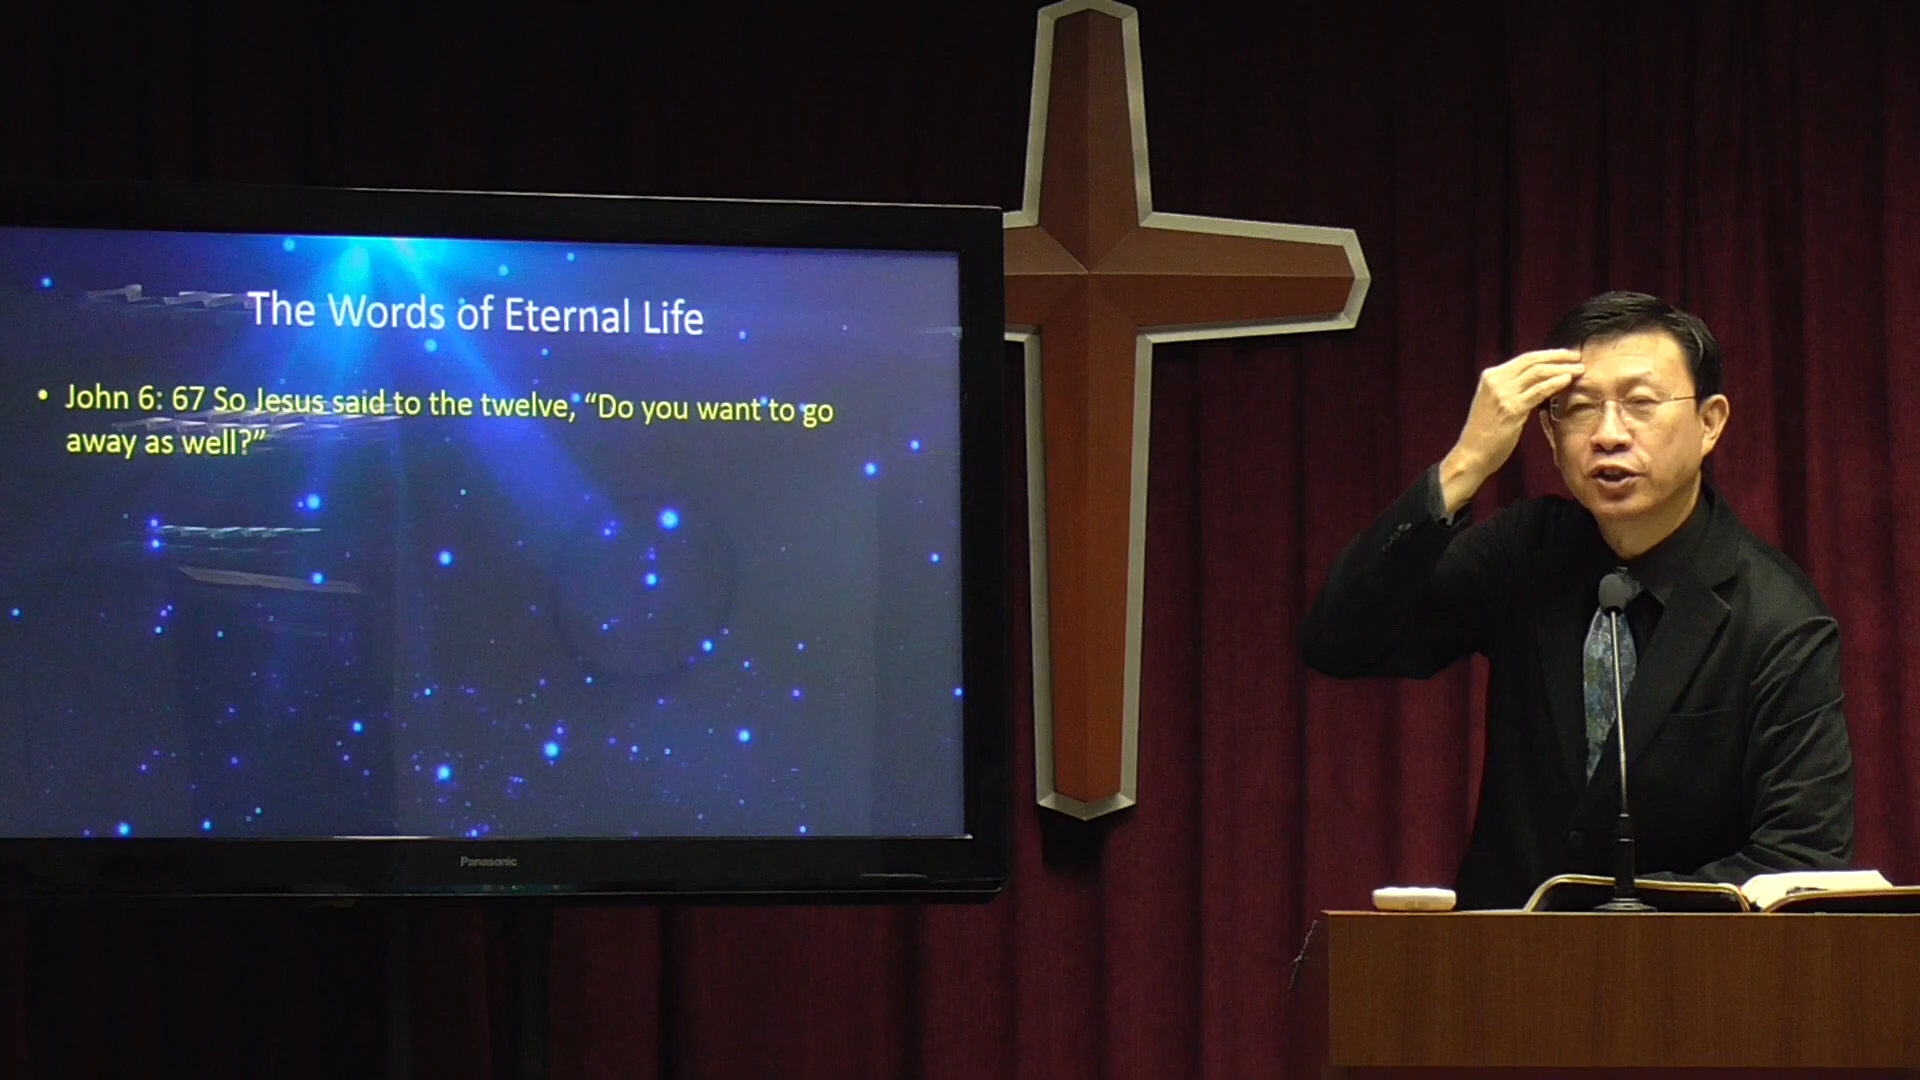 The Words of Eternal Life
• John 6: 67 So Jesus said to the twelve, “Do you want to go
away as well?”
Panasonic